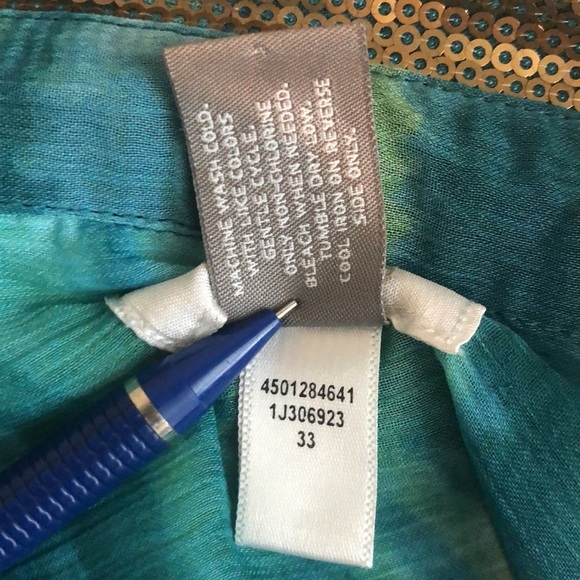 MACHINE WASH COLD.
WITH LIKE COLORS
GENTLE CYCLE.
ONLY NON-CHLORINE
BLEACH WHEN NEEDED.
TUMBLE DRY LOW.
COOL IRON ON REVERSE
SIDE ONLY.
4501284641
1J306923
33